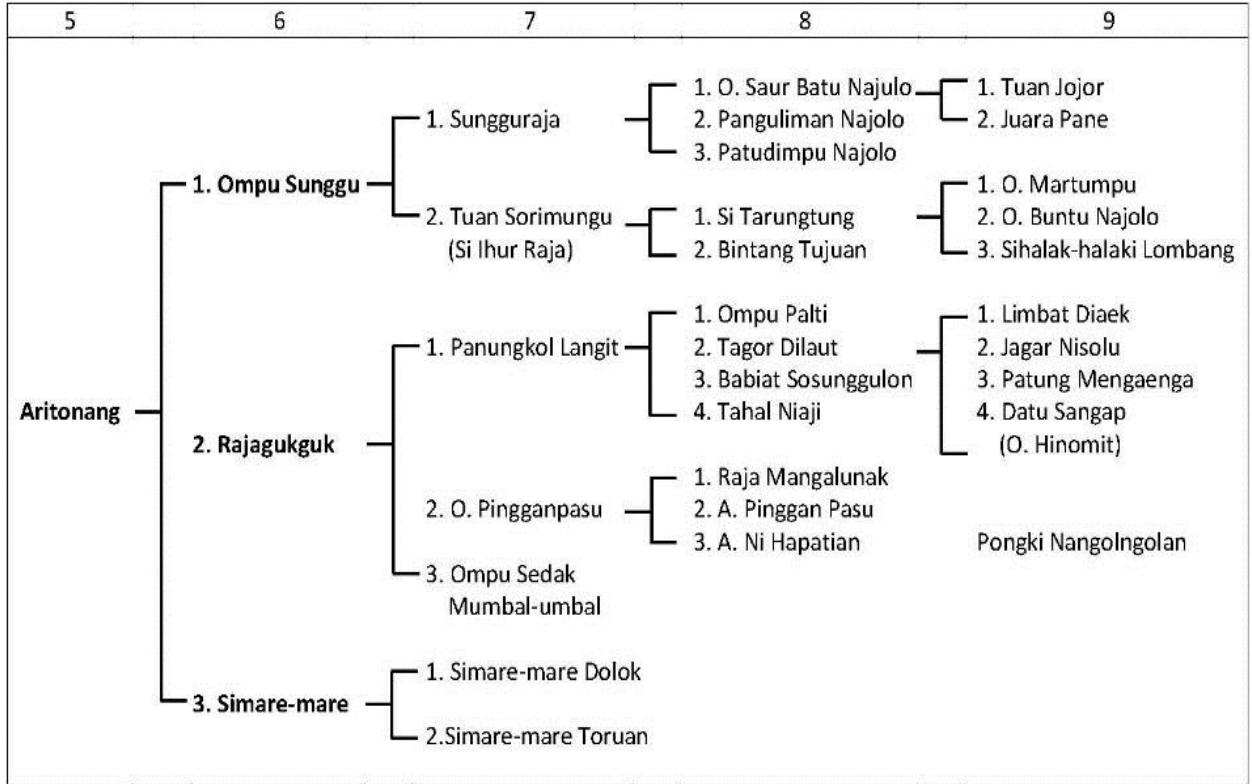 5 6 7 8 9
1. O. Saur Batu Najulo 1. Tuan Jojor
1. Sungguraja 2. Panguliman Najolo 2. Juara Pane
3. Patudimpu Najolo
1. Ompu Sunggu 1. O. Martumpu
2. Tuan Sorimungu 1. Si Tarungtung 2. O. Buntu Najolo
(Si Ihur Raja) 2. Bintang Tujuan 3. Sihalak-halaki Lombang
1. Ompu Palti 1. Limbat Diaek
1. Panungkol Langit 2. Tagor Dilaut 2. Jagar Nisolu
3. Babiat Sosunggulon 3. Patung Mengaenga
Aritonang 4. Tahal Niaji 4. Datu Sangap
2. Rajagukguk (O. Hinomit)
1. Raja Mangalunak
2. O. Pingganpasu 2. A. Pinggan Pasu
3. A. Ni Hapatian Pongki Nangolngolan
3. Ompu Sedak
Mumbal-umbal
1. Simare-mare Dolok
3. Simare-mare
2.Simare-mare Toruan